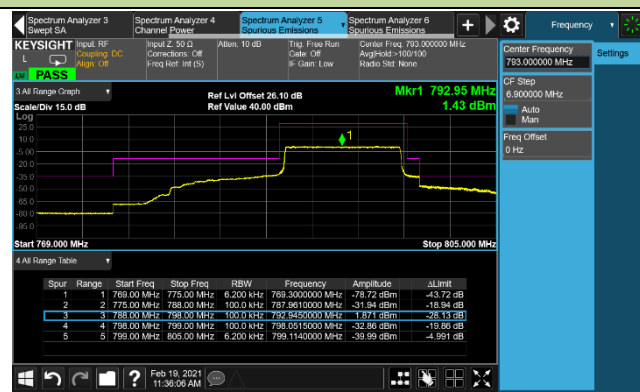 Spectrum Analyzer 3
Swept SA
Spectrum Analyzer 4
Channel Power
Spectrum Analyzer 5
Spurious Emissions
Spectrum Analyzer 6
Spurious Emissions
+
Frequency
KEYSIGHT
L
Input: RF
Coupling: DC
Align: Off
Input Z: 50 Ω
Corrections: Off
Freq Ref: Int (S)
Atten: 10 dB
Trig: Free Run
Gate: Off
IF Gain: Low
Center Freq: 793.000000 MHz
Avg|Hold:>100/100
Radio Std: None
PASS
Center Frequency
793.000000 MHz
Settings
CF Step
6.900000 MHz
Auto
Man
Freq Offset
0 Hz
3 All Range Graph
Scale/Div 15.0 dB
Ref Lvl Offset 26.10 dB
Ref Value 40.00 dBm
Mkr1 792.95 MHz
1.43 dBm
Log
25.0
10.0
-5.00
-20.0
-35.0
-50.0
-65.0
-80.0
-95.0
1
Start 769.000 MHz
Stop 805.000 MHz
4 All Range Table
Spur Range Start Freq Stop Freq RBW Frequency Amplitude ΔLimit
1 1 769.00 MHz 775.00 MHz 6.200 kHz 769.3000000 MHz -78.72 dBm -43.72 dB
2 2 775.00 MHz 788.00 MHz 100.0 kHz 787.9610000 MHz -31.94 dBm -18.94 dB
3 3 788.00 MHz 798.00 MHz 100.0 kHz 792.9450000 MHz 1.871 dBm -28.13 dB
4 4 798.00 MHz 799.00 MHz 100.0 kHz 798.0515000 MHz -32.86 dBm -19.86 dB
5 5 799.00 MHz 805.00 MHz 6.200 kHz 799.1140000 MHz -39.99 dBm -4.991 dB
?
Feb 19, 2021
11:36:06 AM